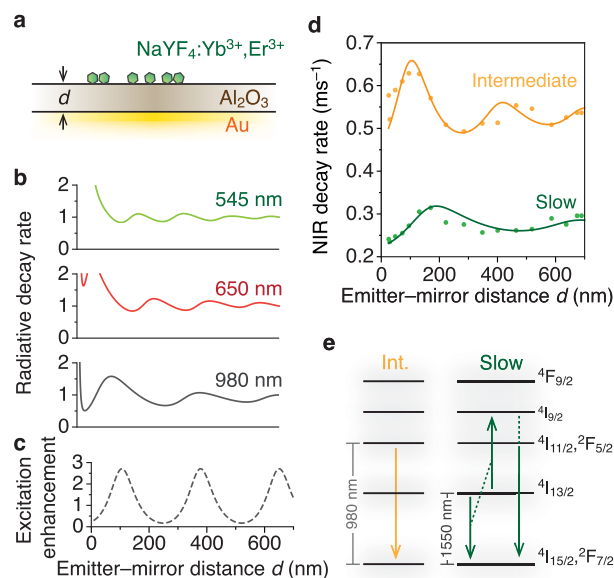 a
NaYF₄:Yb³⁺,Er³⁺
d
Al₂O₃
Au
b
Radiative decay rate
2
1
0
545 nm
2
1
0
650 nm
2
1
0
980 nm
c
Excitation
enhancement
3
2
1
0
0 200 400 600
Emitter–mirror distance d (nm)
d
NIR decay rate (ms⁻¹)
0.7
0.6
0.5
0.4
0.3
0.2
Intermediate
Slow
0 200 400 600
Emitter–mirror distance d (nm)
e
Int. Slow
⁴F₉/₂
⁴I₉/₂
⁴I₁₁/₂,²F₅/₂
⁴I₁₃/₂
⁴I₁₅/₂,²F₇/₂
980 nm
1550 nm